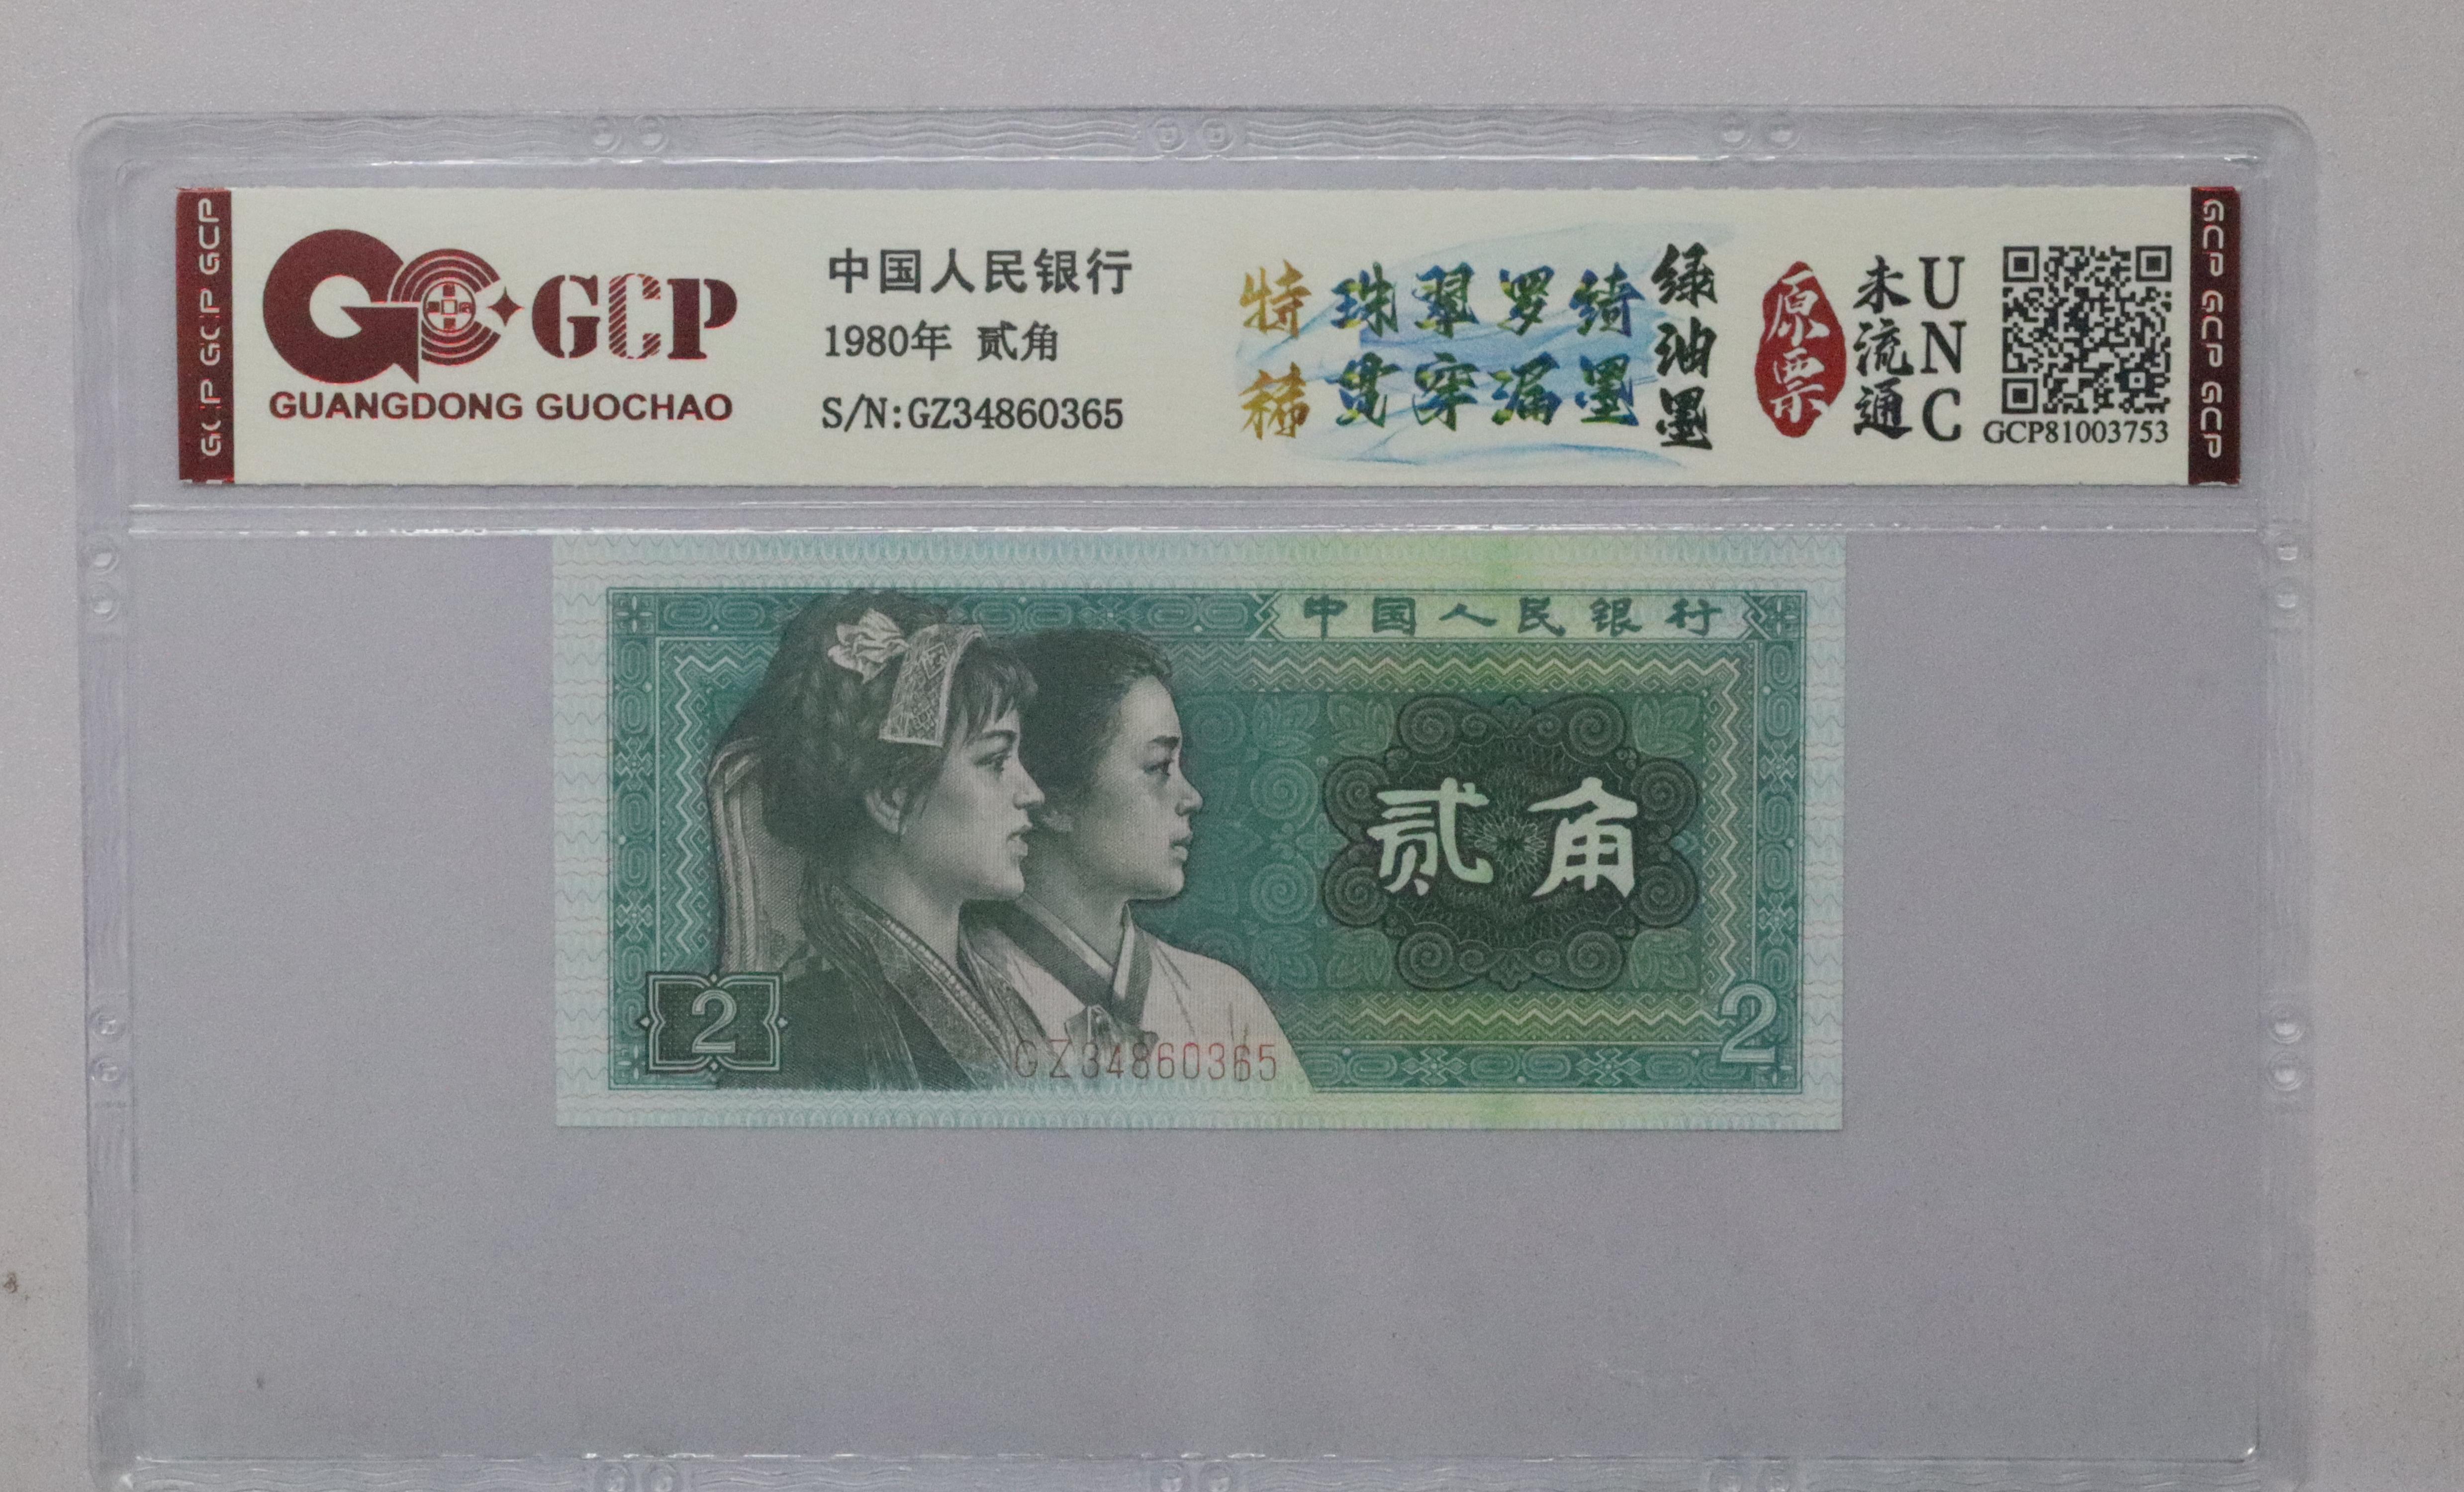 GCP GCP GCP
GCP
GUANGDONG GUOCHAO
中国人民银行
1980年 贰角
S/N:GZ34860365
特稀
珠翠罗绮
贯穿漏墨
绿油墨
原票
未流通
UNC
GCP81003753
GCP GCP GCP
中国人民银行
贰角
2
2
GZ34860365